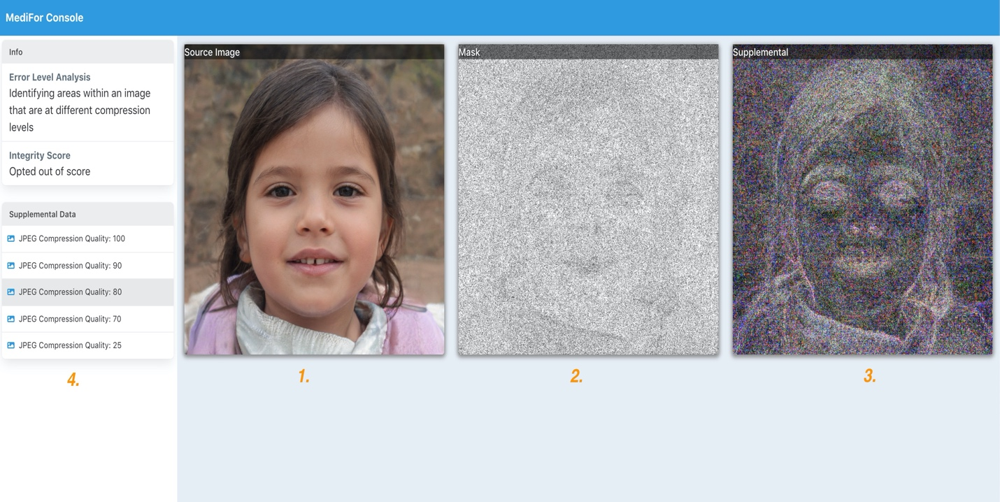 MediFor Console
Info
Error Level Analysis
Identifying areas within an image
that are at different compression
levels
Integrity Score
Opted out of score
Supplemental Data
JPEG Compression Quality: 100
JPEG Compression Quality: 90
JPEG Compression Quality: 80
JPEG Compression Quality: 70
JPEG Compression Quality: 25
4.
Source Image
1.
Mask
2.
Supplemental
3.